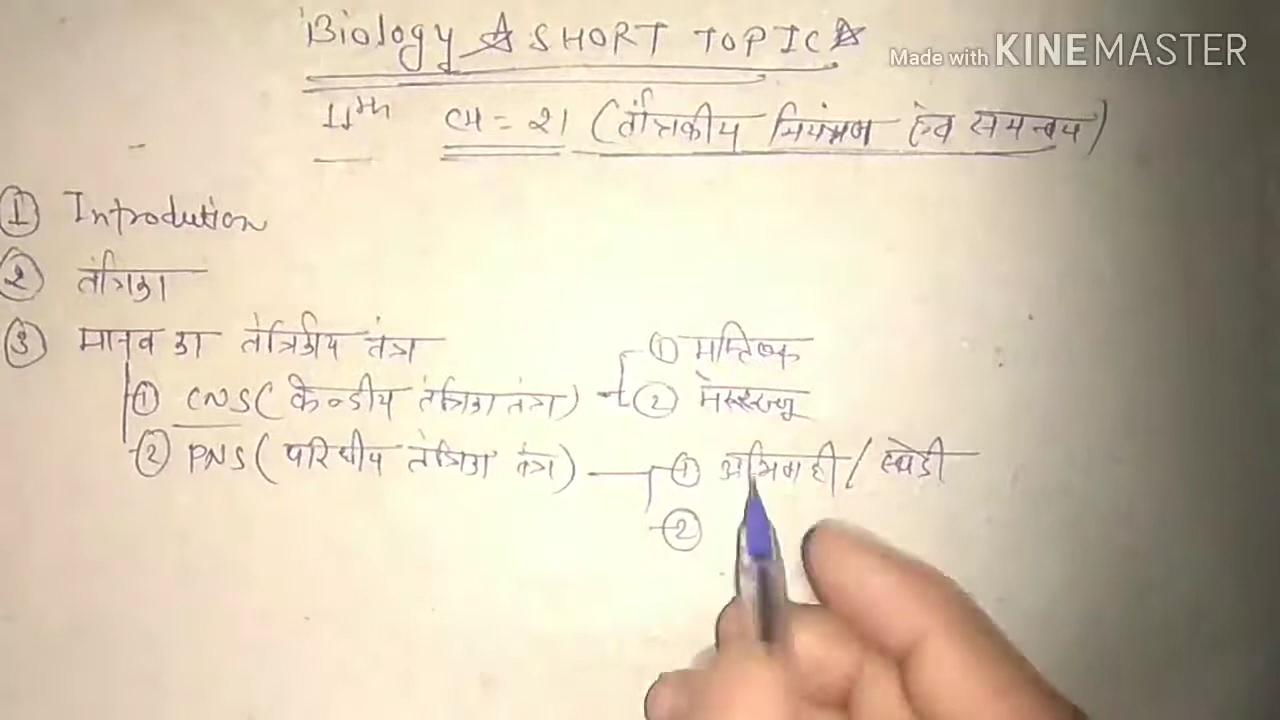 Biology ☆ SHORT TOPIC ☆
Made with KINEMASTER
11th CH = 21 (तंत्रिकीय नियंत्रण एवं समन्वय)
① Introdution
② तंत्रिका
③ मानव का तंत्रिकीय तंत्र
① CNS (केन्द्रीय तंत्रिका तंत्र)
① मस्तिष्क
② मेरूरज्जू
② PNS (परिधीय तंत्रिका तंत्र)
① अभिवाही /
②